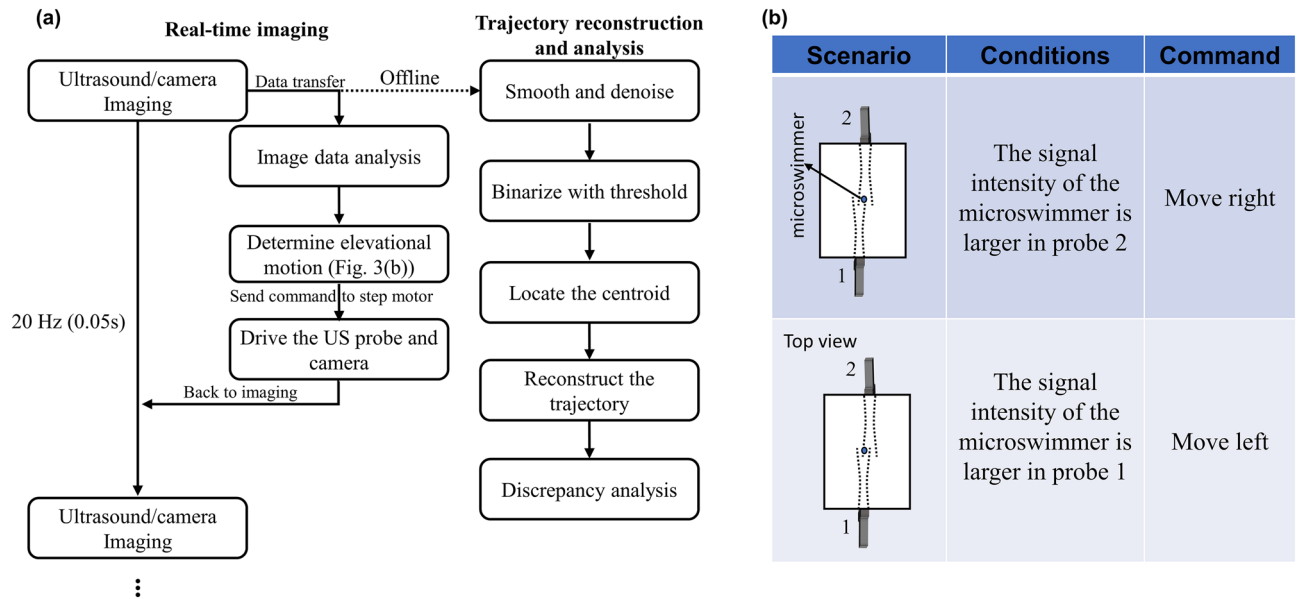 (a)
Real-time imaging
Ultrasound/camera
Imaging
Data transfer
Offline
Image data analysis
Determine elevational
motion (Fig. 3(b))
Send command to step motor
20 Hz (0.05s)
Drive the US probe and
camera
Back to imaging
Ultrasound/camera
Imaging
Trajectory reconstruction
and analysis
Smooth and denoise
Binarize with threshold
Locate the centroid
Reconstruct the
trajectory
Discrepancy analysis
(b)
Scenario
Conditions
Command
2
microswimmer
1
The signal
intensity of the
microswimmer is
larger in probe 2
Move right
Top view
2
1
The signal
intensity of the
microswimmer is
larger in probe 1
Move left